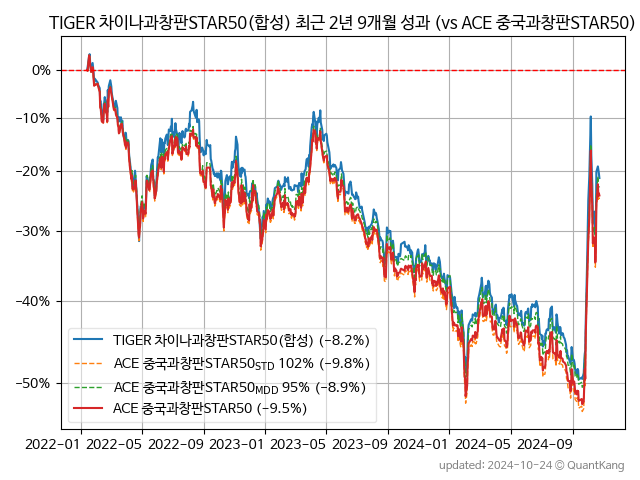 TIGER 차이나과창판STAR50(합성) 최근 2년 9개월 성과 (vs ACE 중국과창판STAR50)
0%
−10%
−20%
−30%
−40%
−50%
TIGER 차이나과창판STAR50(합성) (−8.2%)
ACE 중국과창판STAR50STD 102% (−9.8%)
ACE 중국과창판STAR50MDD 95% (−8.9%)
ACE 중국과창판STAR50 (−9.5%)
2022−01 2022−05 2022−09 2023−01 2023−05 2023−09 2024−01 2024−05 2024−09
updated: 2024-10-24 © QuantKang